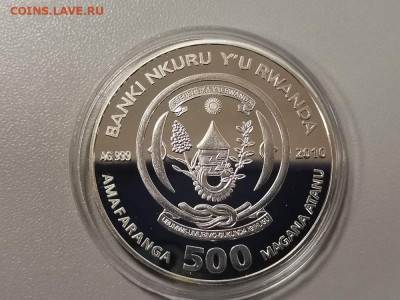 COINS.LAVE.RU
BANKI NKURU Y'U RWANDA
AG 999
2010
AMAFARANGA 500 MAGANA ATANU